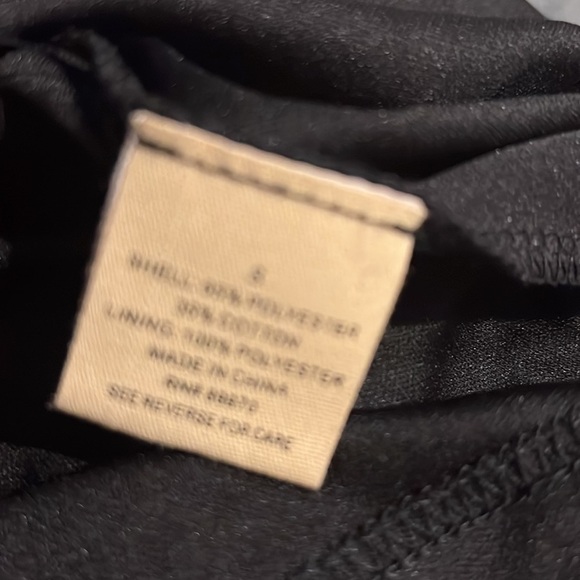 SHELL: POLYESTER
COTTON
LINING: 100% POLYESTER
MADE IN CHINA
RN#
SEE REVERSE FOR CARE